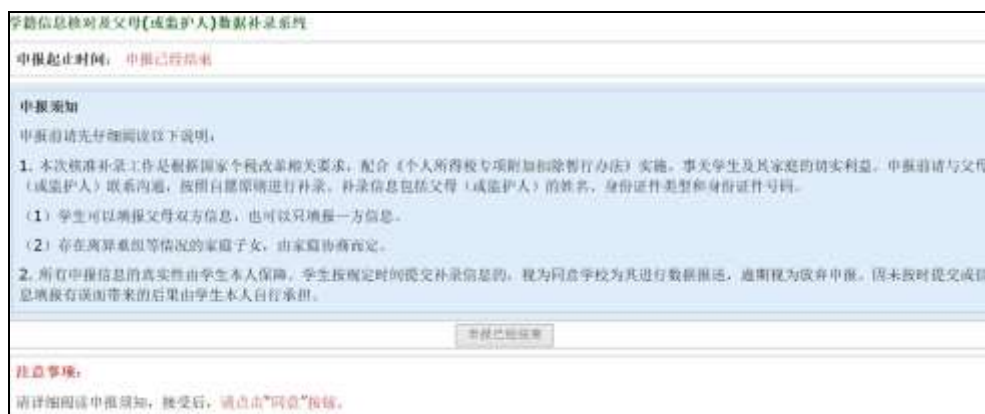 学籍信息核对及父母(或监护人)数据补录系统
申报起止时间： 申报已经结束
申报须知
申报前请先仔细阅读以下说明：
1. 本次核准补录工作是根据国家个税改革相关要求，配合《个人所得税专项附加扣除暂行办法》实施。事关学生及其家庭的切实利益。申报前请与父母
（或监护人）联系沟通，按照自愿原则进行补录。补录信息包括父母（或监护人）的姓名、身份证件类型和身份证件号码。
（1）学生可以填报父母双方信息，也可以只填报一方信息。
（2）存在离异重组等情况的家庭子女，由家庭协商而定。
2. 所有申报信息的真实性由学生本人保障。学生按规定时间提交补录信息的，视为同意学校为其进行数据推送，逾期视为放弃申报。因未按时提交或信
息填报有误而带来的后果由学生本人自行承担。
申报已经结束
注意事项：
请详细阅读申报须知，接受后，请点击"同意"按钮。